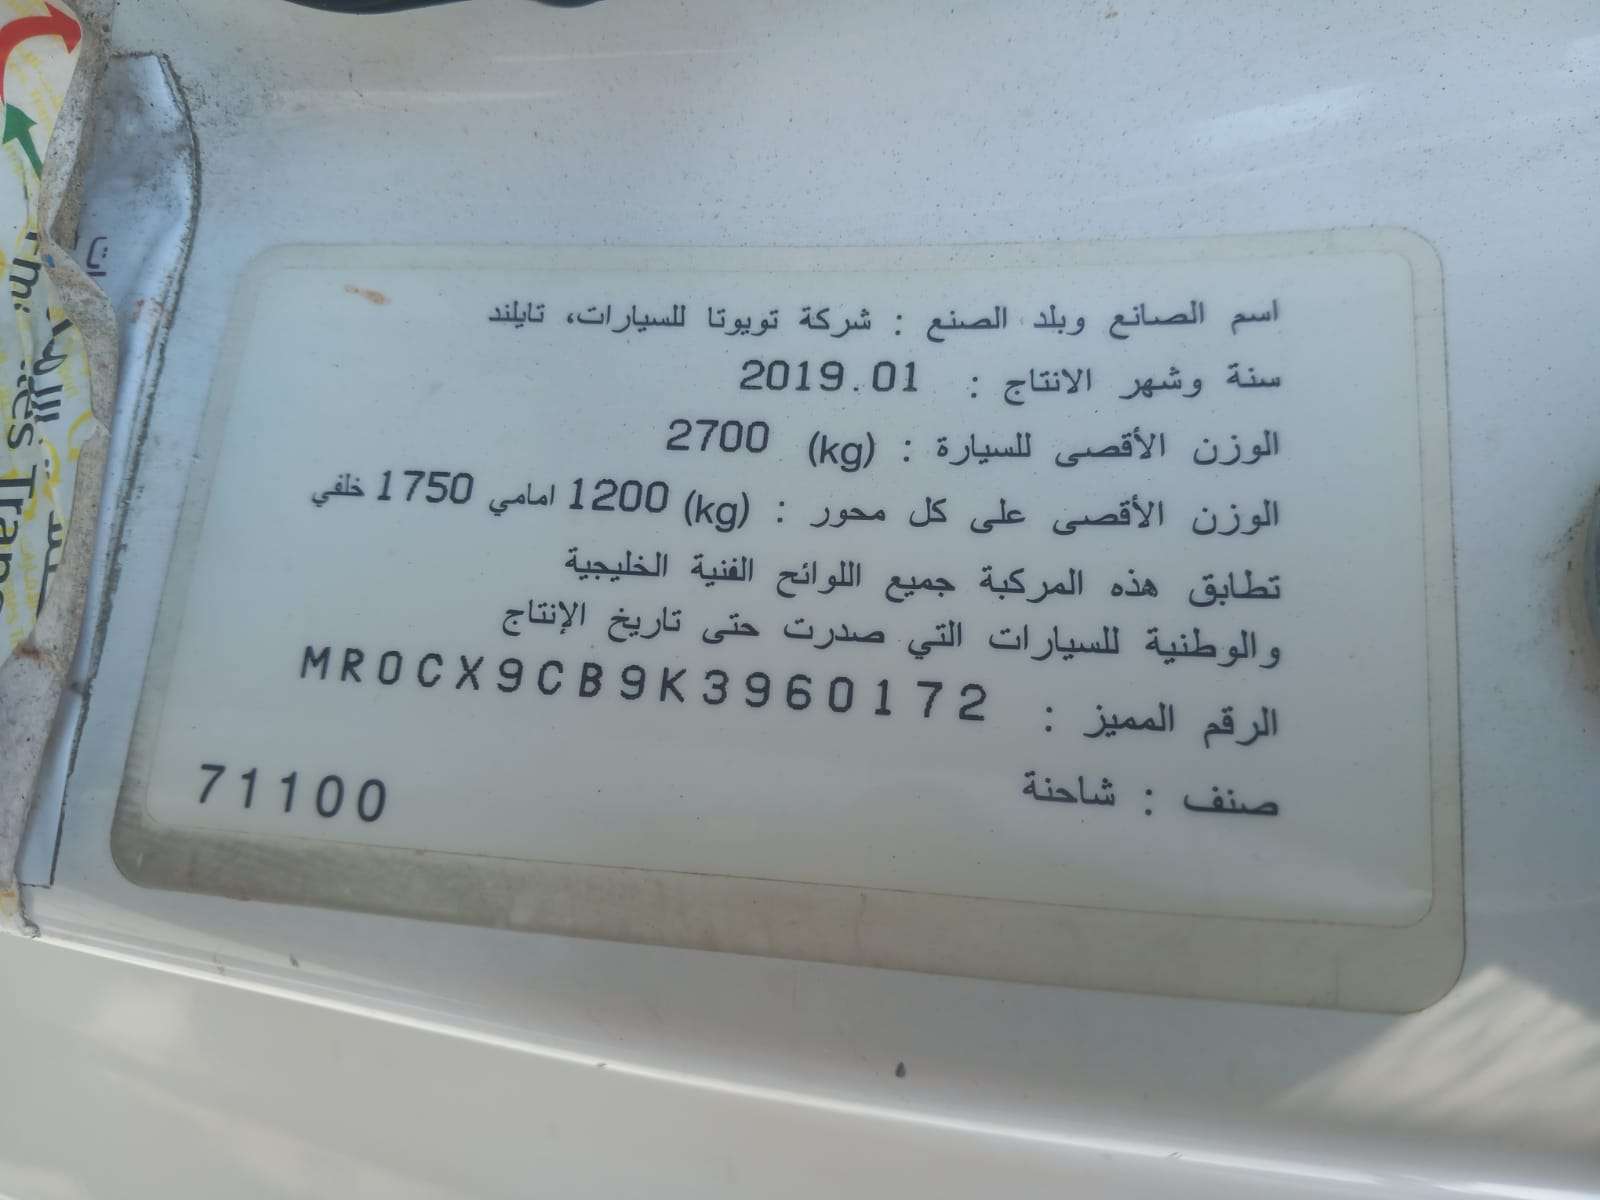 اسم الصانع وبلد الصنع : شركة تويوتا للسيارات، تايلند
سنة وشهر الانتاج : 2019.01
الوزن الأقصى للسيارة : (kg) 2700
الوزن الأقصى على كل محور : (kg) 1200 امامي 1750 خلفي
تطابق هذه المركبة جميع اللوائح الفنية الخليجية
والوطنية للسيارات التي صدرت حتى تاريخ الإنتاج
الرقم المميز : MR0CX9CB9K3960172
صنف : شاحنة
71100